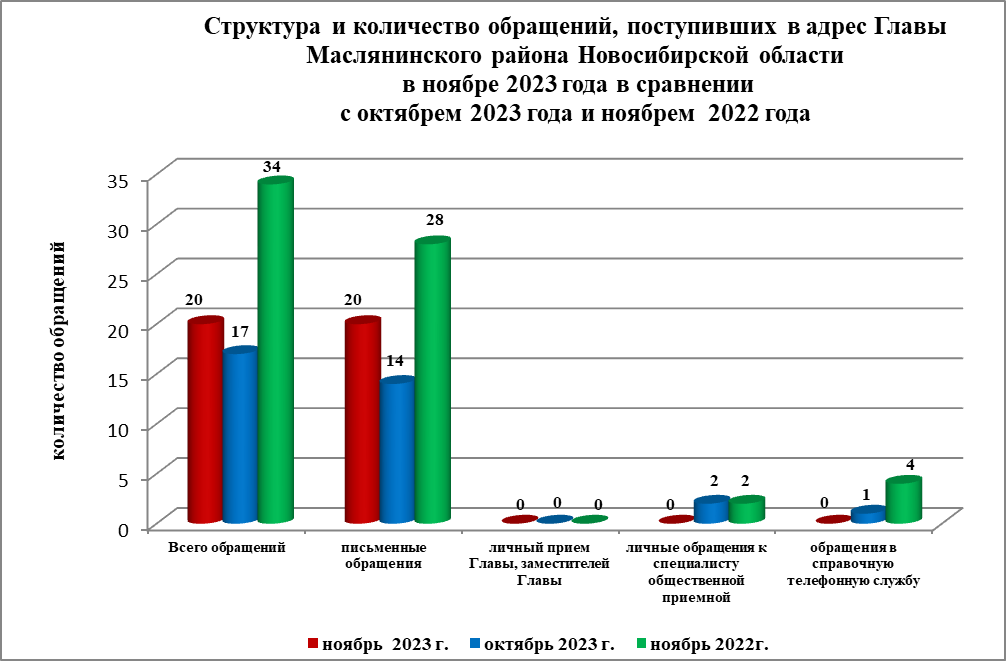 Структура и количество обращений, поступивших в адрес Главы
Маслянинского района Новосибирской области
в ноябре 2023 года в сравнении
с октябрем 2023 года и ноябрем 2022 года
количество обращений
35
30
25
20
15
10
5
0
20
17
34
20
14
28
0
0
0
0
2
2
0
1
4
Всего обращений
письменные
обращения
личный прием
Главы, заместителей
Главы
личные обращения к
специалисту
общественной
приемной
обращения в
справочную
телефонную службу
ноябрь 2023 г.
октябрь 2023 г.
ноябрь 2022г.